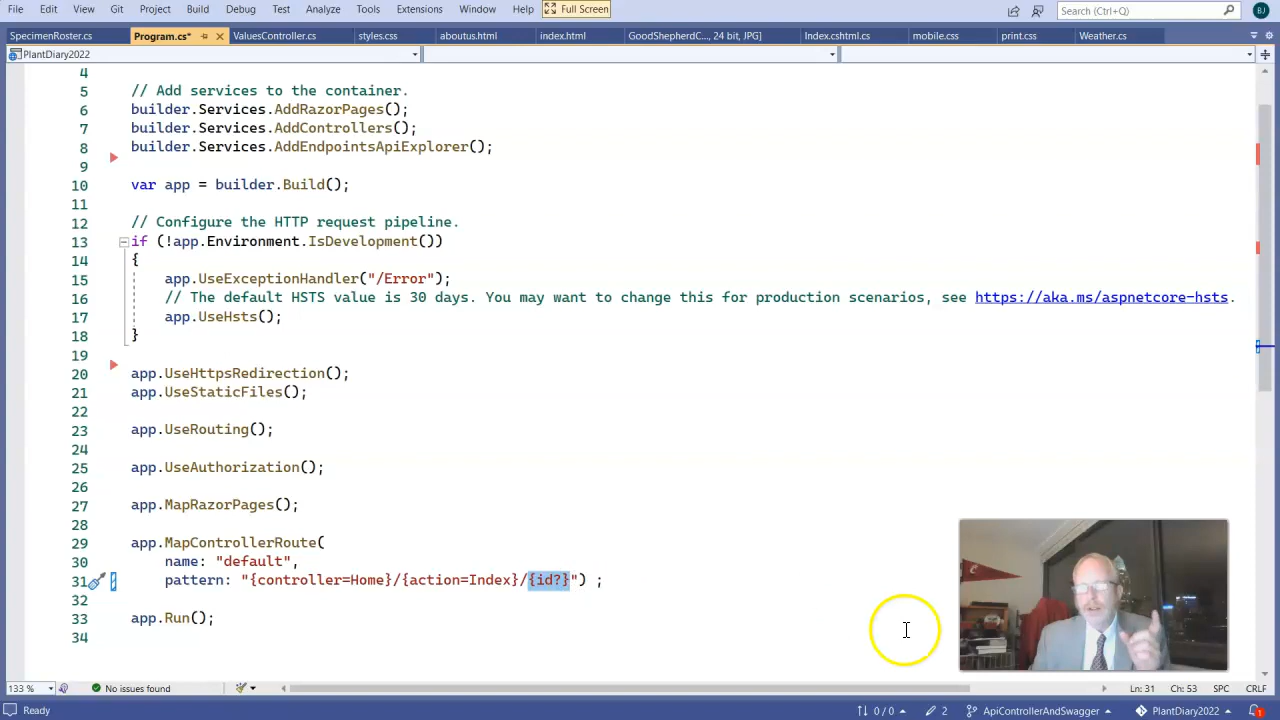 File Edit View Git Project Build Debug Test Analyze Tools Extensions Window Help Full Screen Search (Ctrl+Q) BJ
SpecimenRoster.cs Program.cs* ValuesController.cs styles.css aboutus.html index.html GoodShepherdC..., 24 bit, JPG] Index.cshtml.cs mobile.css print.css Weather.cs
PlantDiary2022
4
5 // Add services to the container.
6 builder.Services.AddRazorPages();
7 builder.Services.AddControllers();
8 builder.Services.AddEndpointsApiExplorer();
9
10 var app = builder.Build();
11
12 // Configure the HTTP request pipeline.
13 if (!app.Environment.IsDevelopment())
14 {
15 app.UseExceptionHandler("/Error");
16 // The default HSTS value is 30 days. You may want to change this for production scenarios, see https://aka.ms/aspnetcore-hsts.
17 app.UseHsts();
18 }
19
20 app.UseHttpsRedirection();
21 app.UseStaticFiles();
22
23 app.UseRouting();
24
25 app.UseAuthorization();
26
27 app.MapRazorPages();
28
29 app.MapControllerRoute(
30 name: "default",
31 pattern: "{controller=Home}/{action=Index}/{id?}") ;
32
33 app.Run();
34
133 % No issues found Ln: 31 Ch: 53 SPC CRLF
Ready 0 / 0 2 ApiControllerAndSwagger PlantDiary2022 1